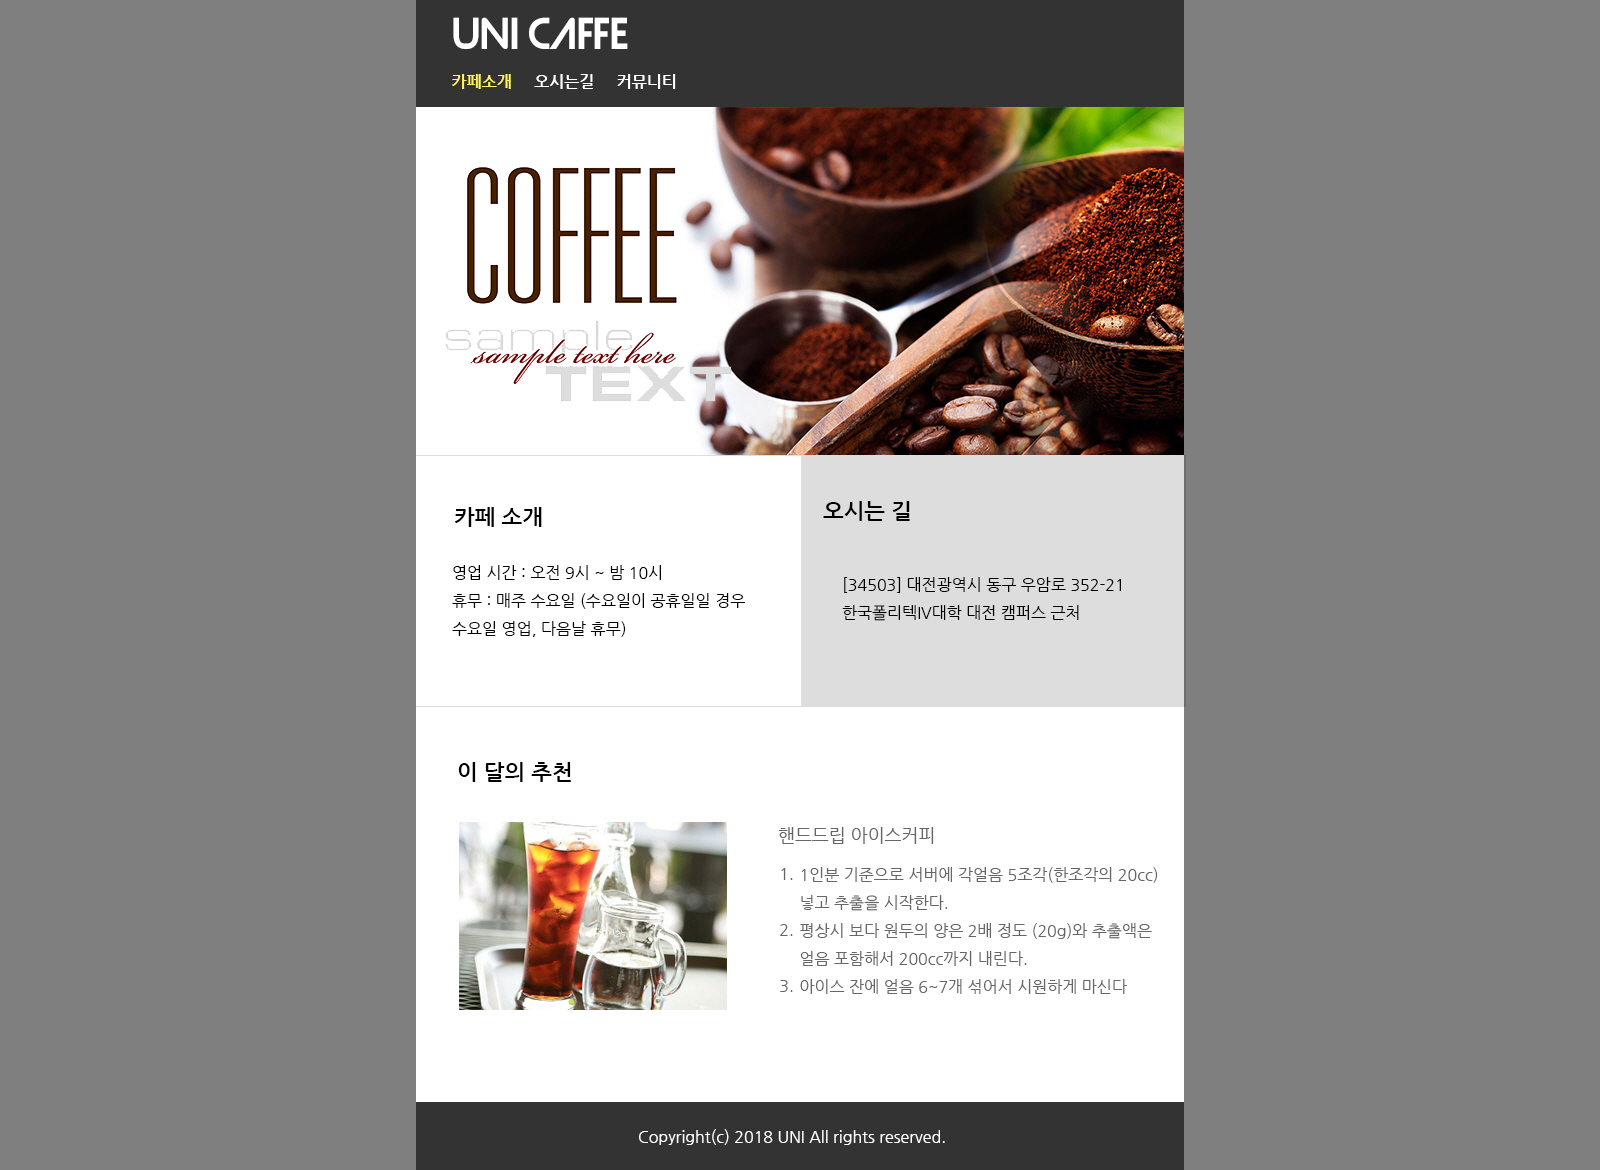 UNI CAFFE
카페소개 오시는길 커뮤니티
COFFEE
sample
sample text here
TEXT
카페 소개
영업 시간 : 오전 9시 ~ 밤 10시
휴무 : 매주 수요일 (수요일이 공휴일일 경우
수요일 영업, 다음날 휴무)
오시는 길
[34503] 대전광역시 동구 우암로 352-21
한국폴리텍IV대학 대전 캠퍼스 근처
이 달의 추천
핸드드립 아이스커피
1. 1인분 기준으로 서버에 각얼음 5조각(한조각의 20cc)
넣고 추출을 시작한다.
2. 평상시 보다 원두의 양은 2배 정도 (20g)와 추출액은
얼음 포함해서 200cc까지 내린다.
3. 아이스 잔에 얼음 6~7개 섞어서 시원하게 마신다
Copyright(c) 2018 UNI All rights reserved.